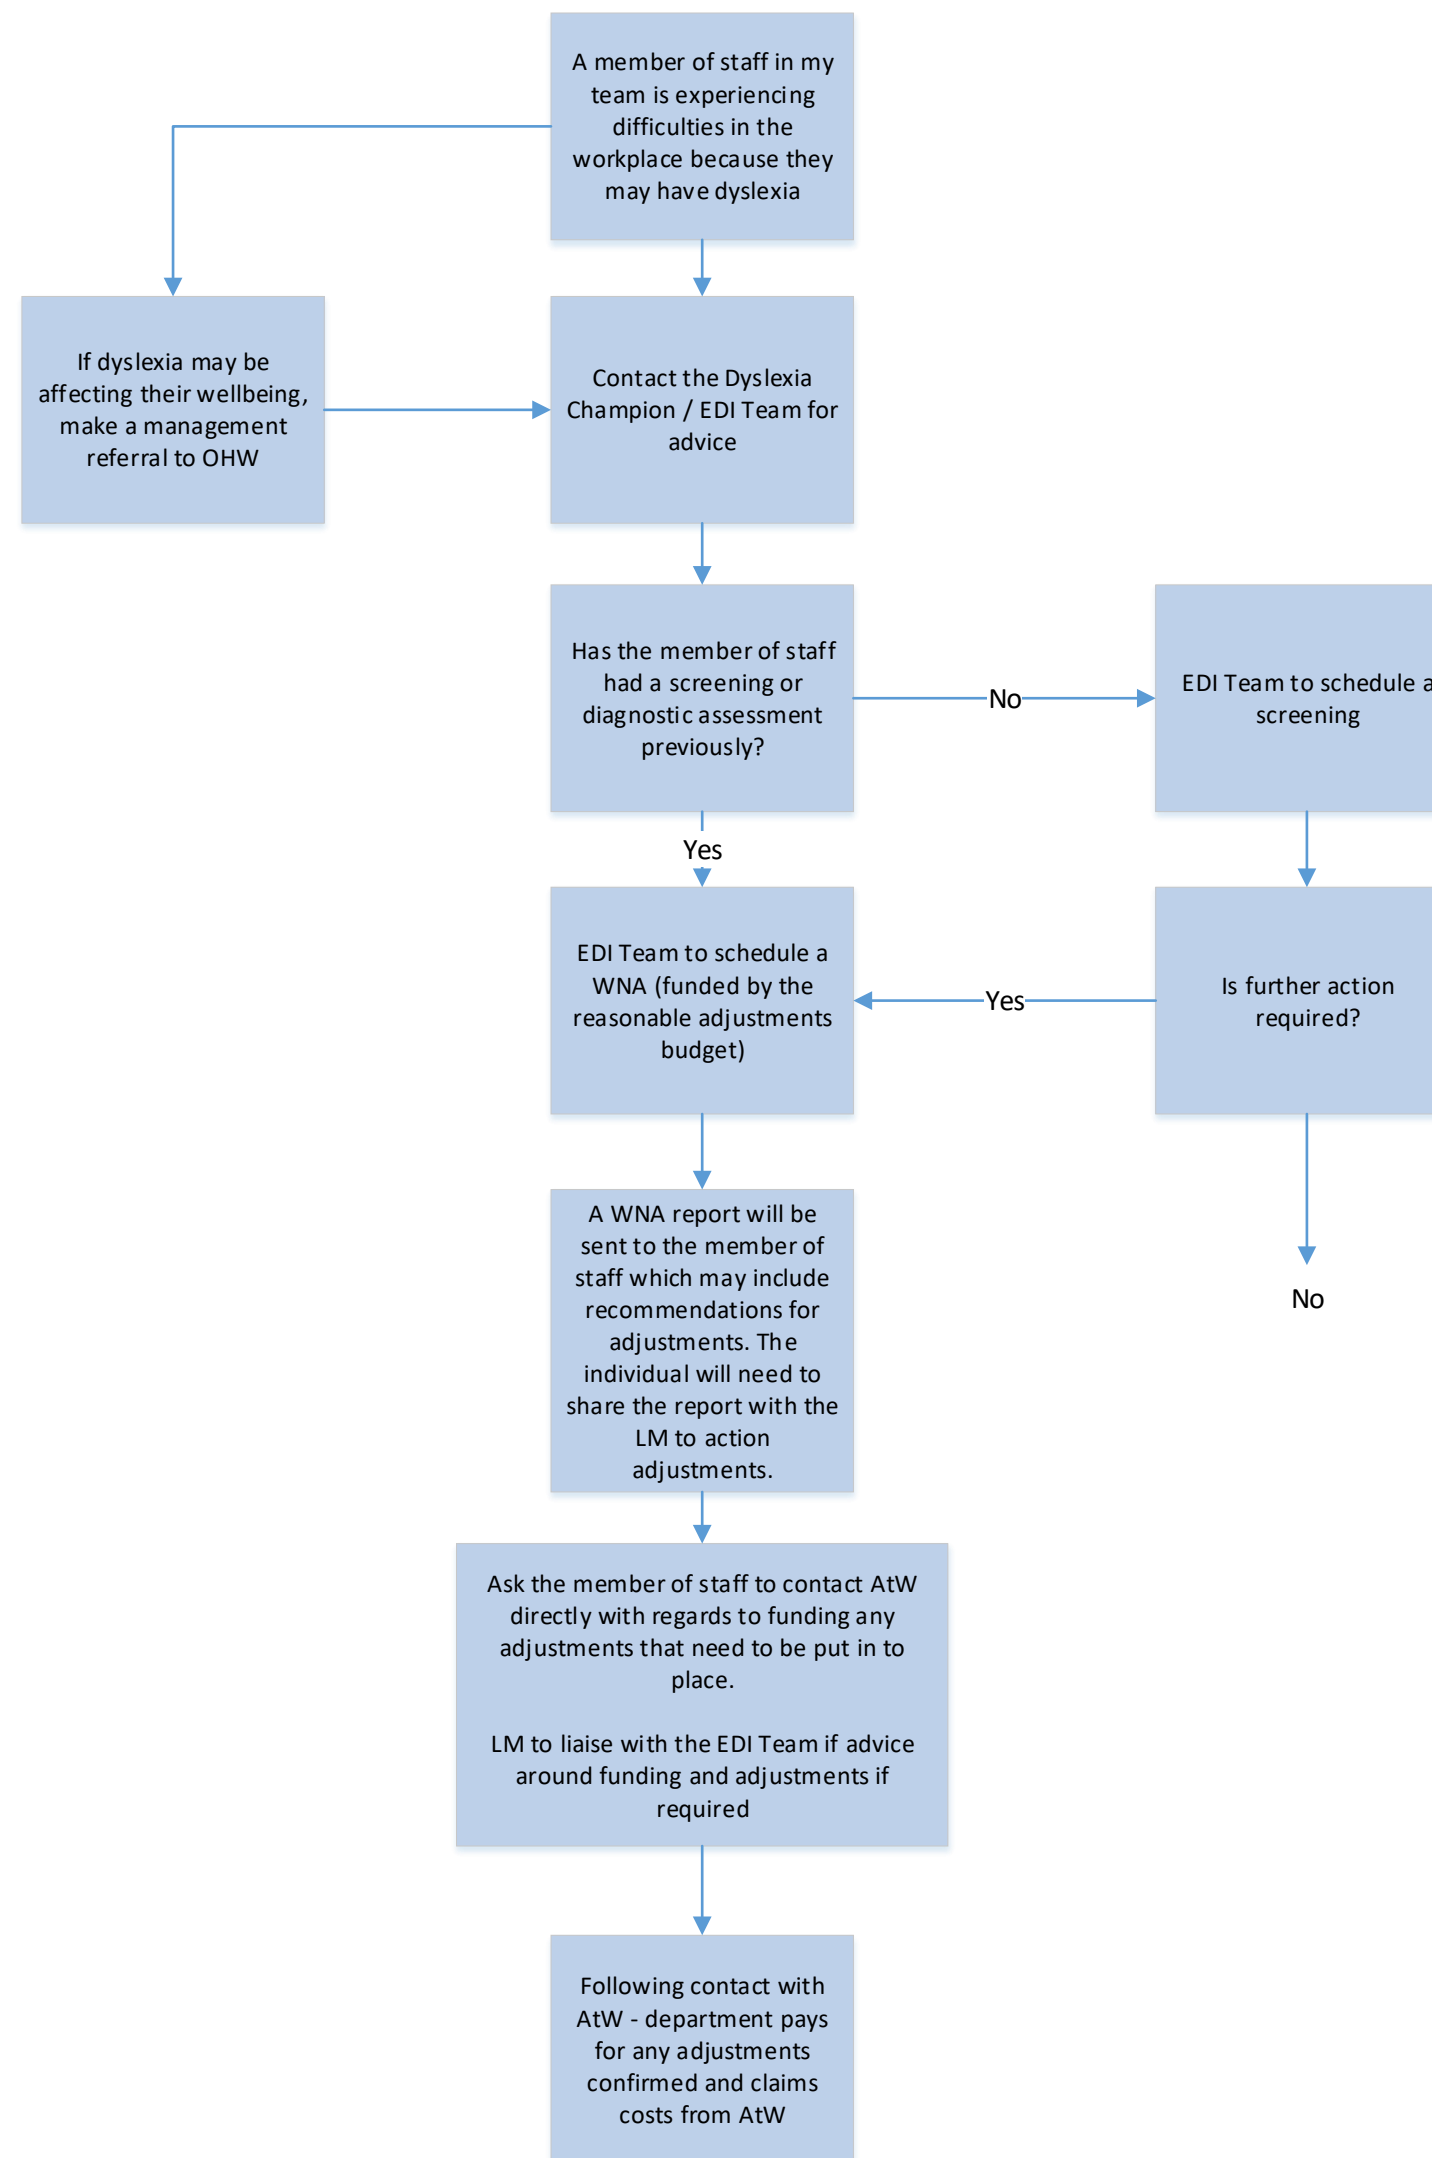 A member of staff in my
team is experiencing
difficulties in the
workplace because they
may have dyslexia
If dyslexia may be
affecting their wellbeing,
make a management
referral to OHW
Contact the Dyslexia
Champion / EDI Team for
advice
Has the member of staff
had a screening or
diagnostic assessment
previously?
No
EDI Team to schedule a
screening
Yes
EDI Team to schedule a
WNA (funded by the
reasonable adjustments
budget)
Yes
Is further action
required?
No
A WNA report will be
sent to the member of
staff which may include
recommendations for
adjustments. The
individual will need to
share the report with the
LM to action
adjustments.
Ask the member of staff to contact AtW
directly with regards to funding any
adjustments that need to be put in to
place.
LM to liaise with the EDI Team if advice
around funding and adjustments if
required
Following contact with
AtW - department pays
for any adjustments
confirmed and claims
costs from AtW